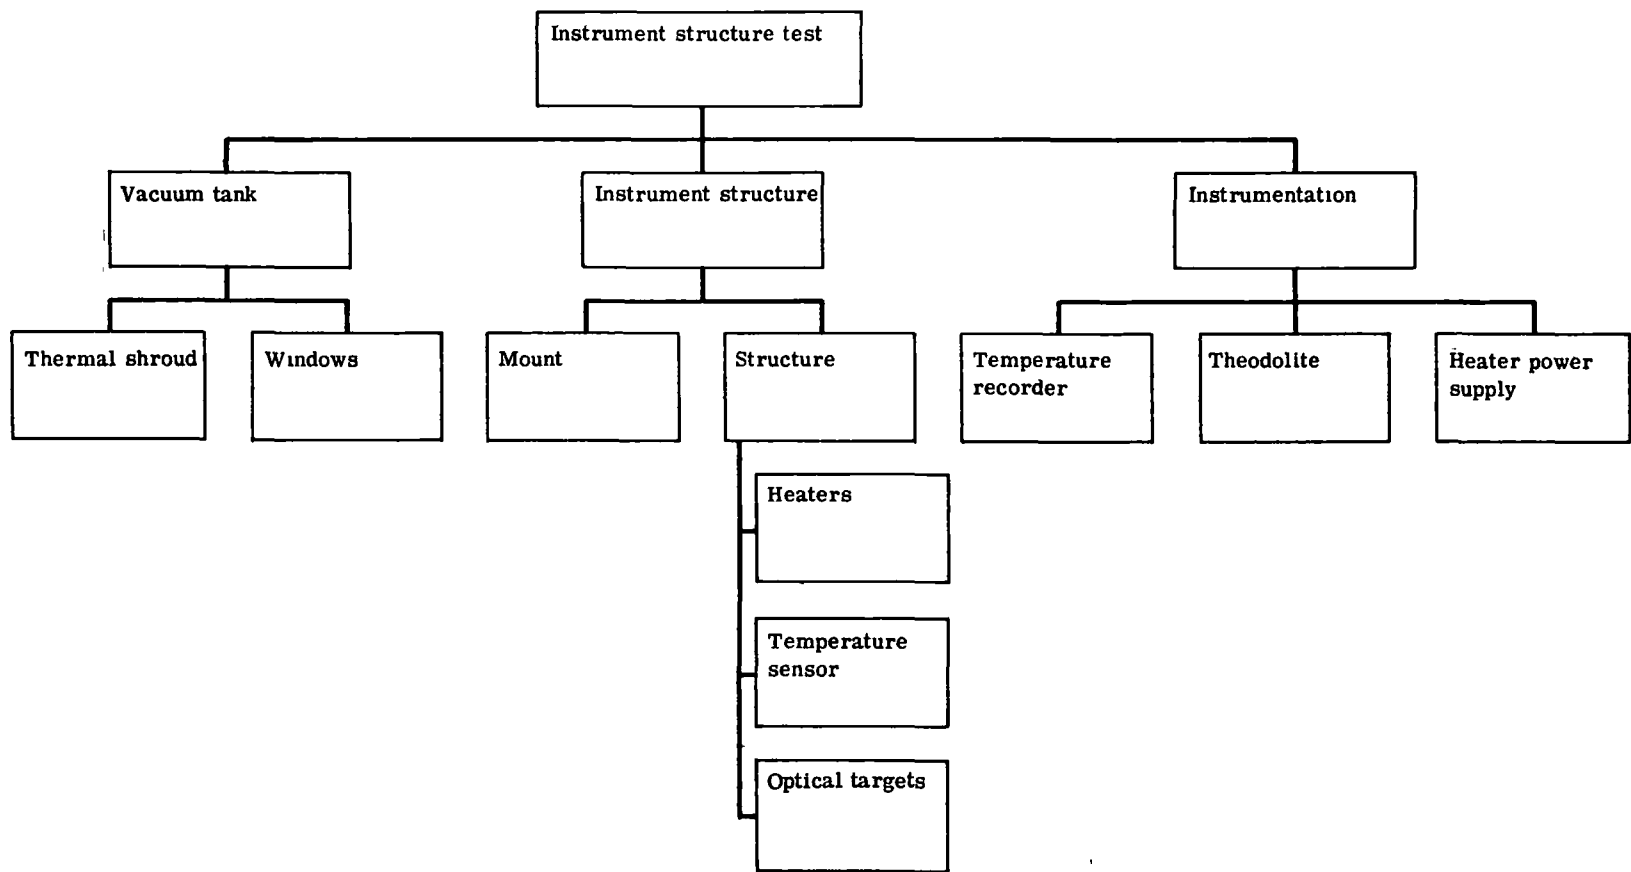 Instrument structure test
Vacuum tank
Instrument structure
Instrumentation
Thermal shroud
Windows
Mount
Structure
Temperature
recorder
Theodolite
Heater power
supply
Heaters
Temperature
sensor
Optical targets